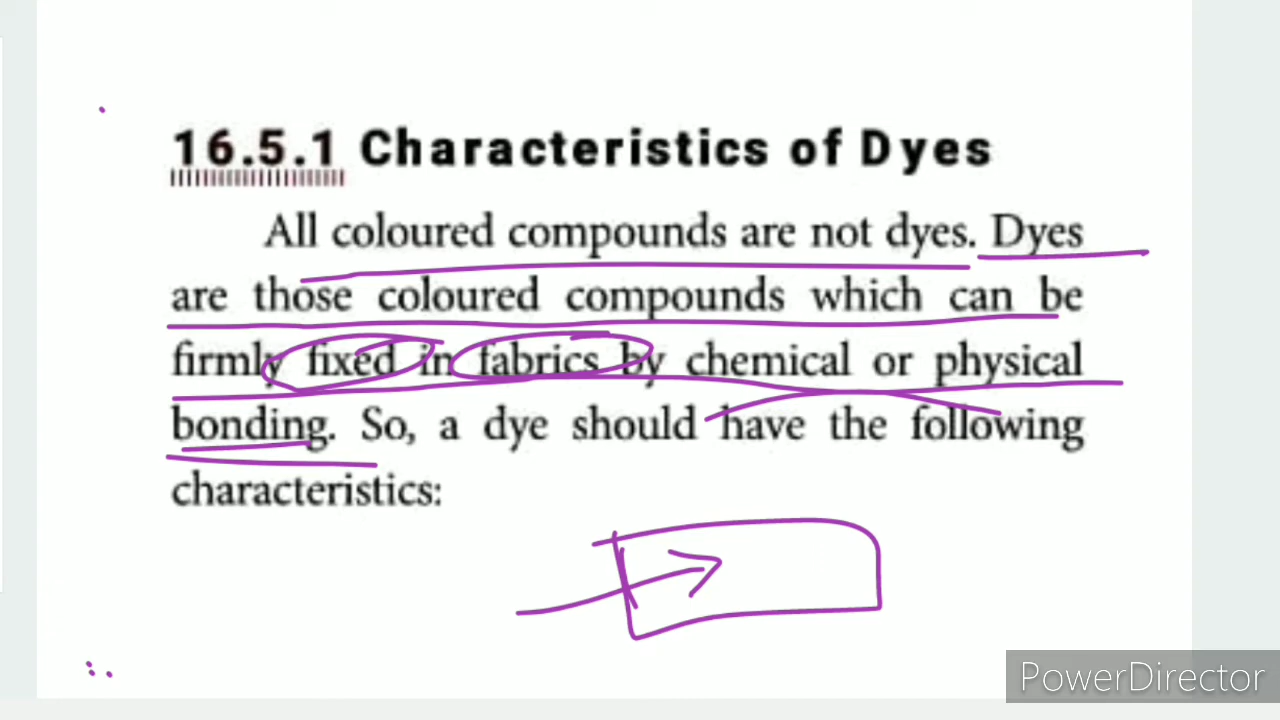 16.5.1 Characteristics of Dyes
All coloured compounds are not dyes. Dyes
are those coloured compounds which can be
firmly fixed in fabrics by chemical or physical
bonding. So, a dye should have the following
characteristics:
PowerDirector